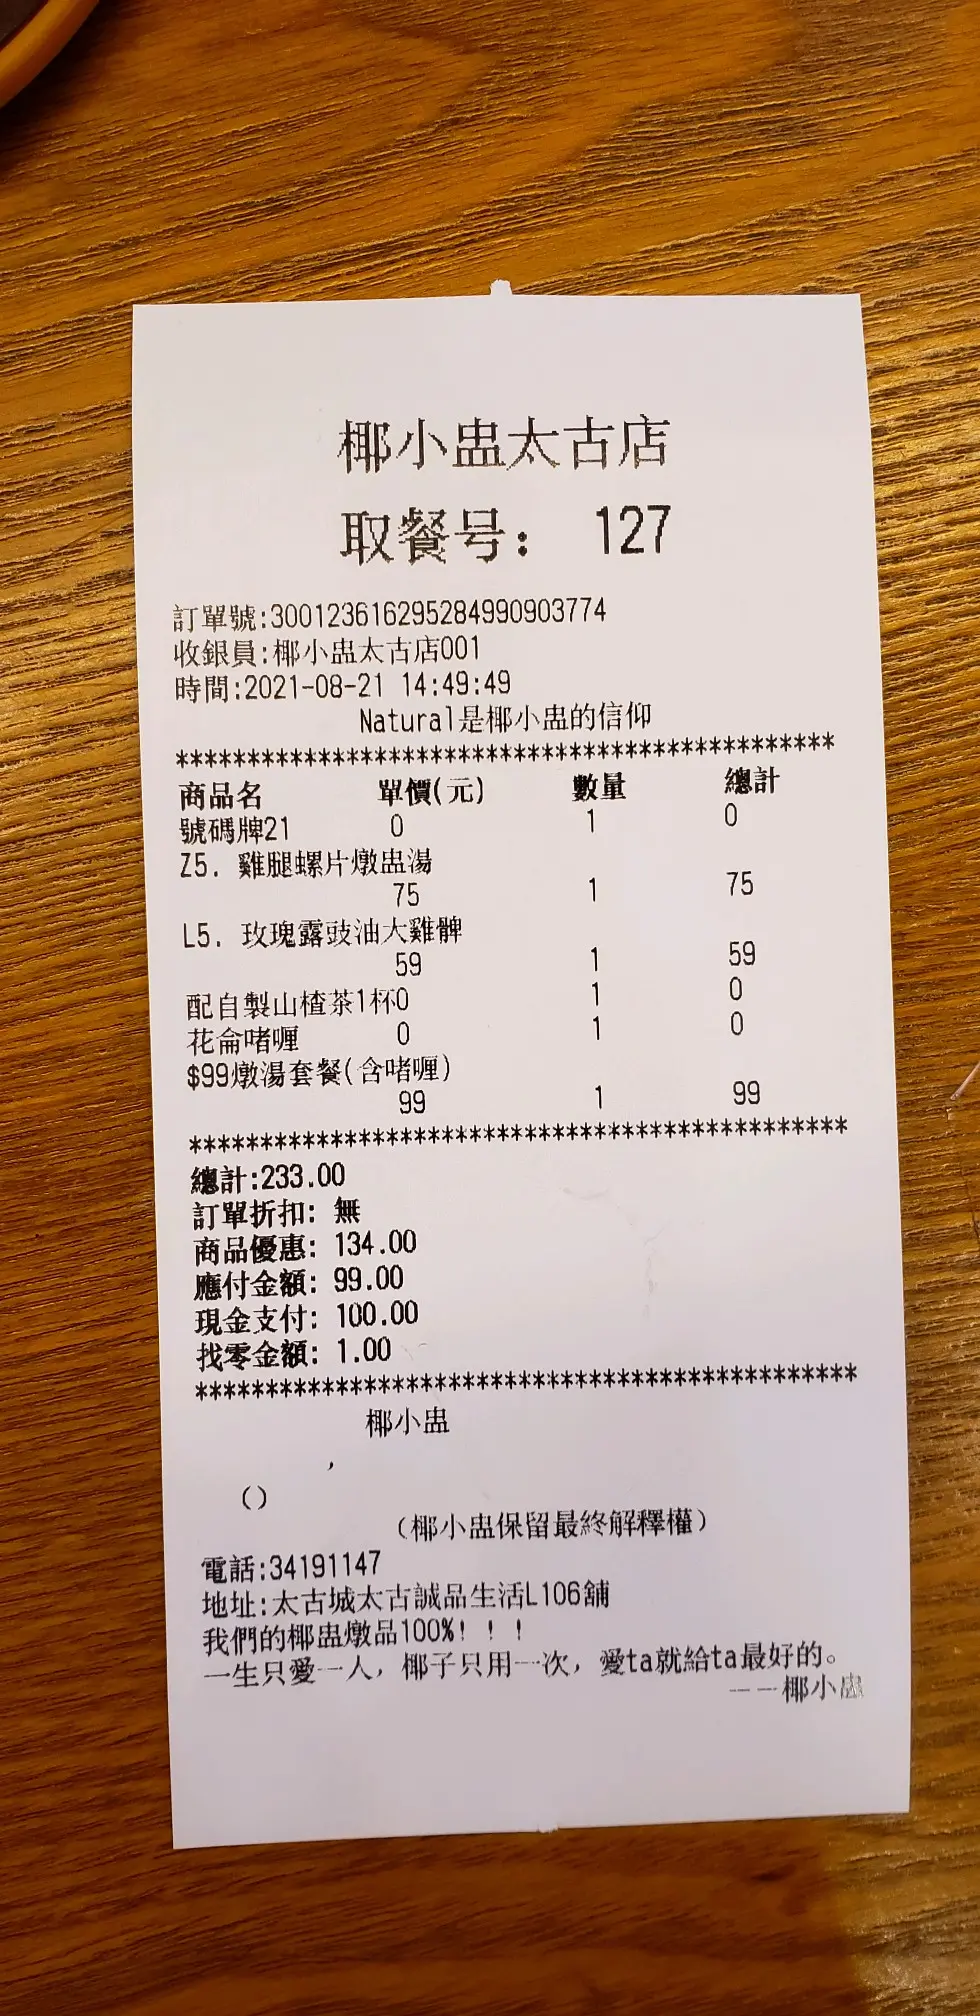 椰小盅太古店
取餐号： 127
訂單號:300123616295284990903774
收銀員:椰小盅太古店001
時間:2021-08-21 14:49:49
Natural是椰小盅的信仰
***********************************************
商品名 單價(元) 數量 總計
號碼牌21 0 1 0
Z5. 雞腿螺片燉盅湯
75 1 75
L5. 玫瑰露豉油大雞髀
59 1 59
配自製山楂茶1杯0 1 0
花膠啫喱 0 1 0
$99燉湯套餐(含啫喱)
99 1 99
***********************************************
總計:233.00
訂單折扣: 無
商品優惠: 134.00
應付金額: 99.00
現金支付: 100.00
找零金額: 1.00
***********************************************
椰小盅
,
()
（椰小盅保留最終解釋權）
電話:34191147
地址:太古城太古誠品生活L106舖
我們的椰盅燉品100%！！！
一生只愛一人，椰子只用一次，愛ta就給ta最好的。
——椰小盅